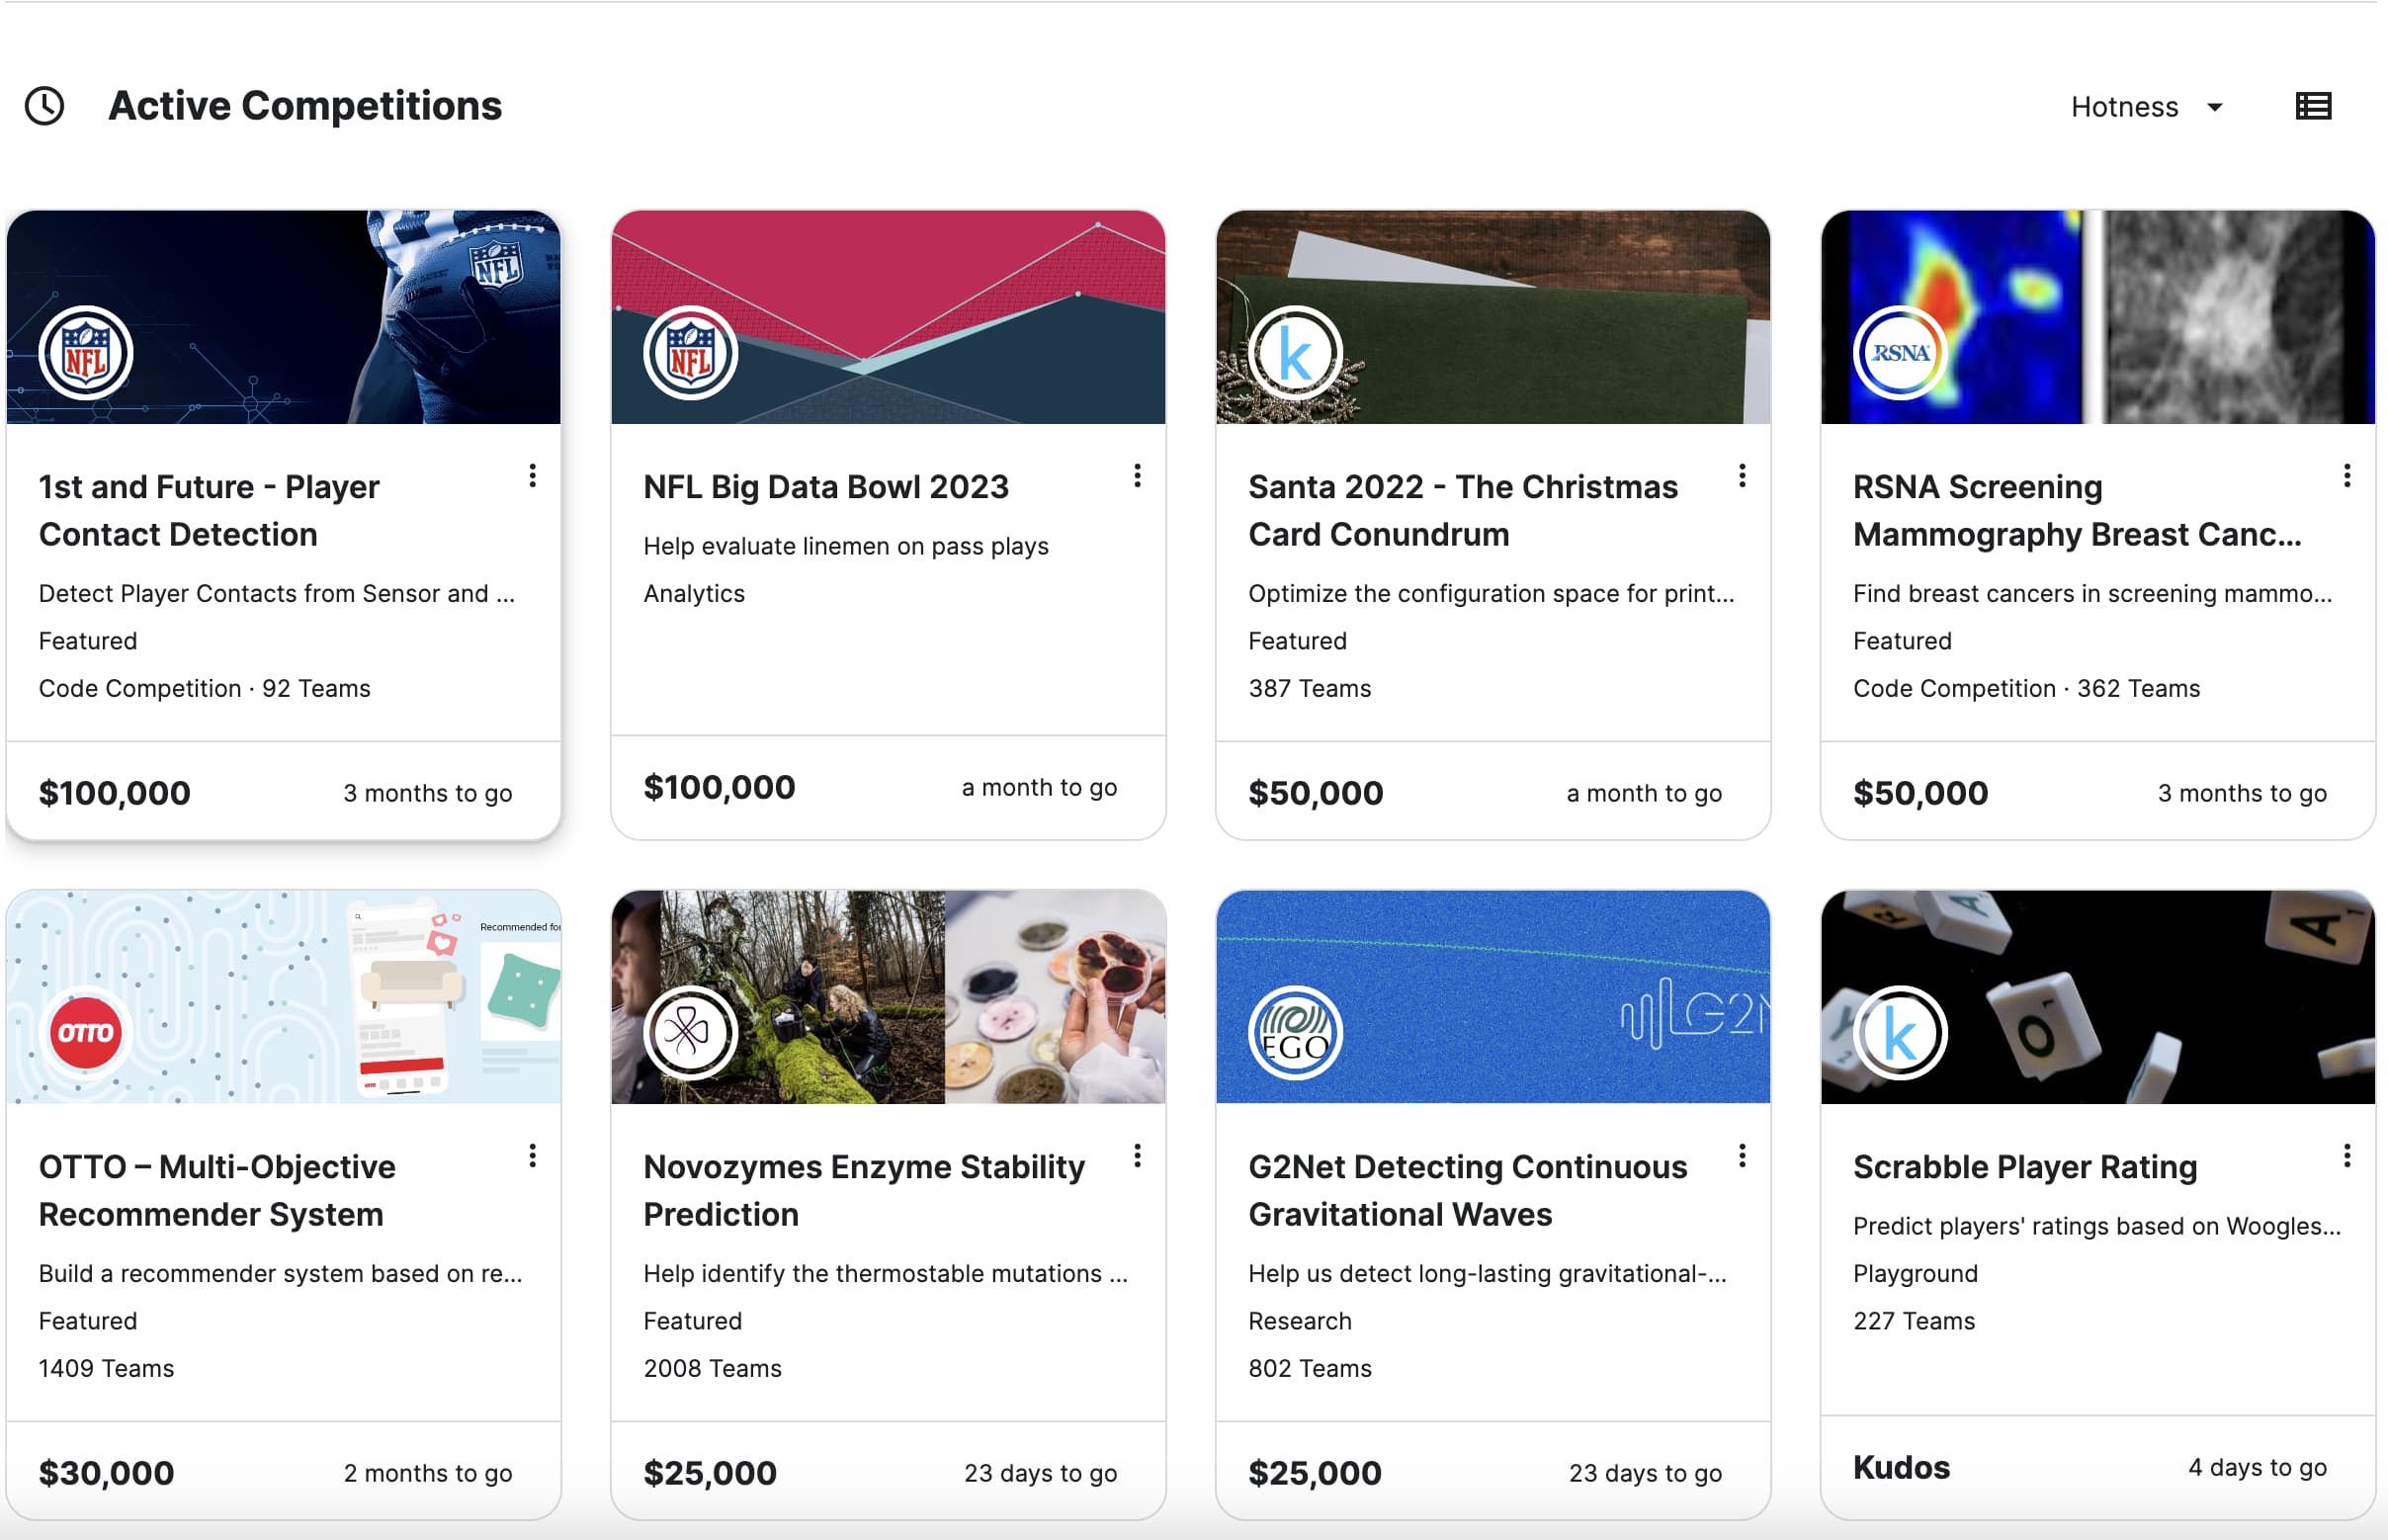 Active Competitions
Hotness
NFL
NFL
NFL
k
RSNA
1st and Future - Player
Contact Detection
Detect Player Contacts from Sensor and ...
Featured
Code Competition · 92 Teams
$100,000
3 months to go
NFL Big Data Bowl 2023
Help evaluate linemen on pass plays
Analytics
$100,000
a month to go
Santa 2022 - The Christmas
Card Conundrum
Optimize the configuration space for print...
Featured
387 Teams
$50,000
a month to go
RSNA Screening
Mammography Breast Canc...
Find breast cancers in screening mammo...
Featured
Code Competition · 362 Teams
$50,000
3 months to go
Recommended for
OTTO
OTTO – Multi-Objective
Recommender System
Build a recommender system based on re...
Featured
1409 Teams
$30,000
2 months to go
Novozymes Enzyme Stability
Prediction
Help identify the thermostable mutations ...
Featured
2008 Teams
$25,000
23 days to go
G2N
EGO
G2Net Detecting Continuous
Gravitational Waves
Help us detect long-lasting gravitational-...
Research
802 Teams
$25,000
23 days to go
A
A 1
O 1
Y 2
k
Scrabble Player Rating
Predict players' ratings based on Woogles...
Playground
227 Teams
Kudos
4 days to go